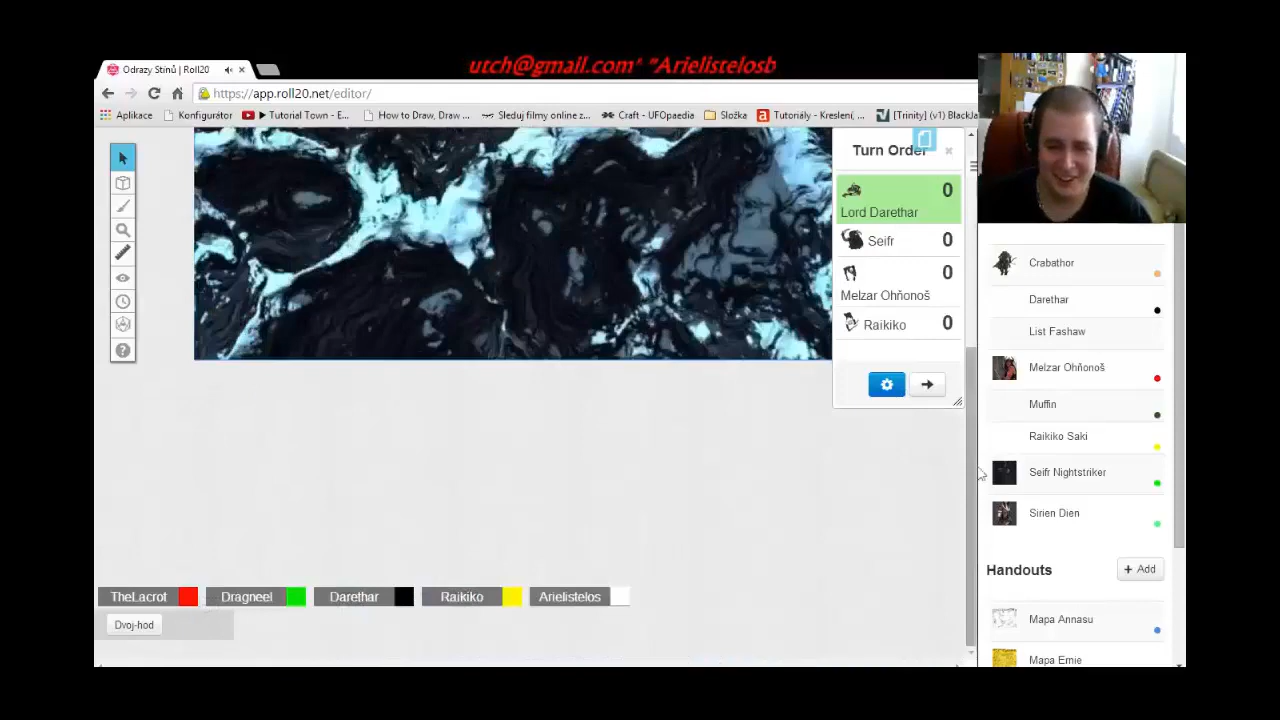 utch@gmail.com' "Arielistelosb
Odrazy Stínů | Roll20
https://app.roll20.net/editor/
Aplikace
Konfigurátor
Tutorial Town - E...
How to Draw, Draw ...
Sleduj filmy online z...
Craft - UFOpaedia
Složka
Tutoriály - Kreslení, ...
[Trinity] (v1) BlackJa
Turn Order
0
Lord Darethar
Seifr 0
0
Melzar Ohňonoš
Raikiko 0
Crabathor
Darethar
List Fashaw
Melzar Ohňonoš
Muffin
Raikiko Saki
Seifr Nightstriker
Sirien Dien
Handouts
+ Add
Mapa Annasu
Mapa Ernie
TheLacrot
Dragneel
Darethar
Raikiko
Arielistelos
Dvoj-hod